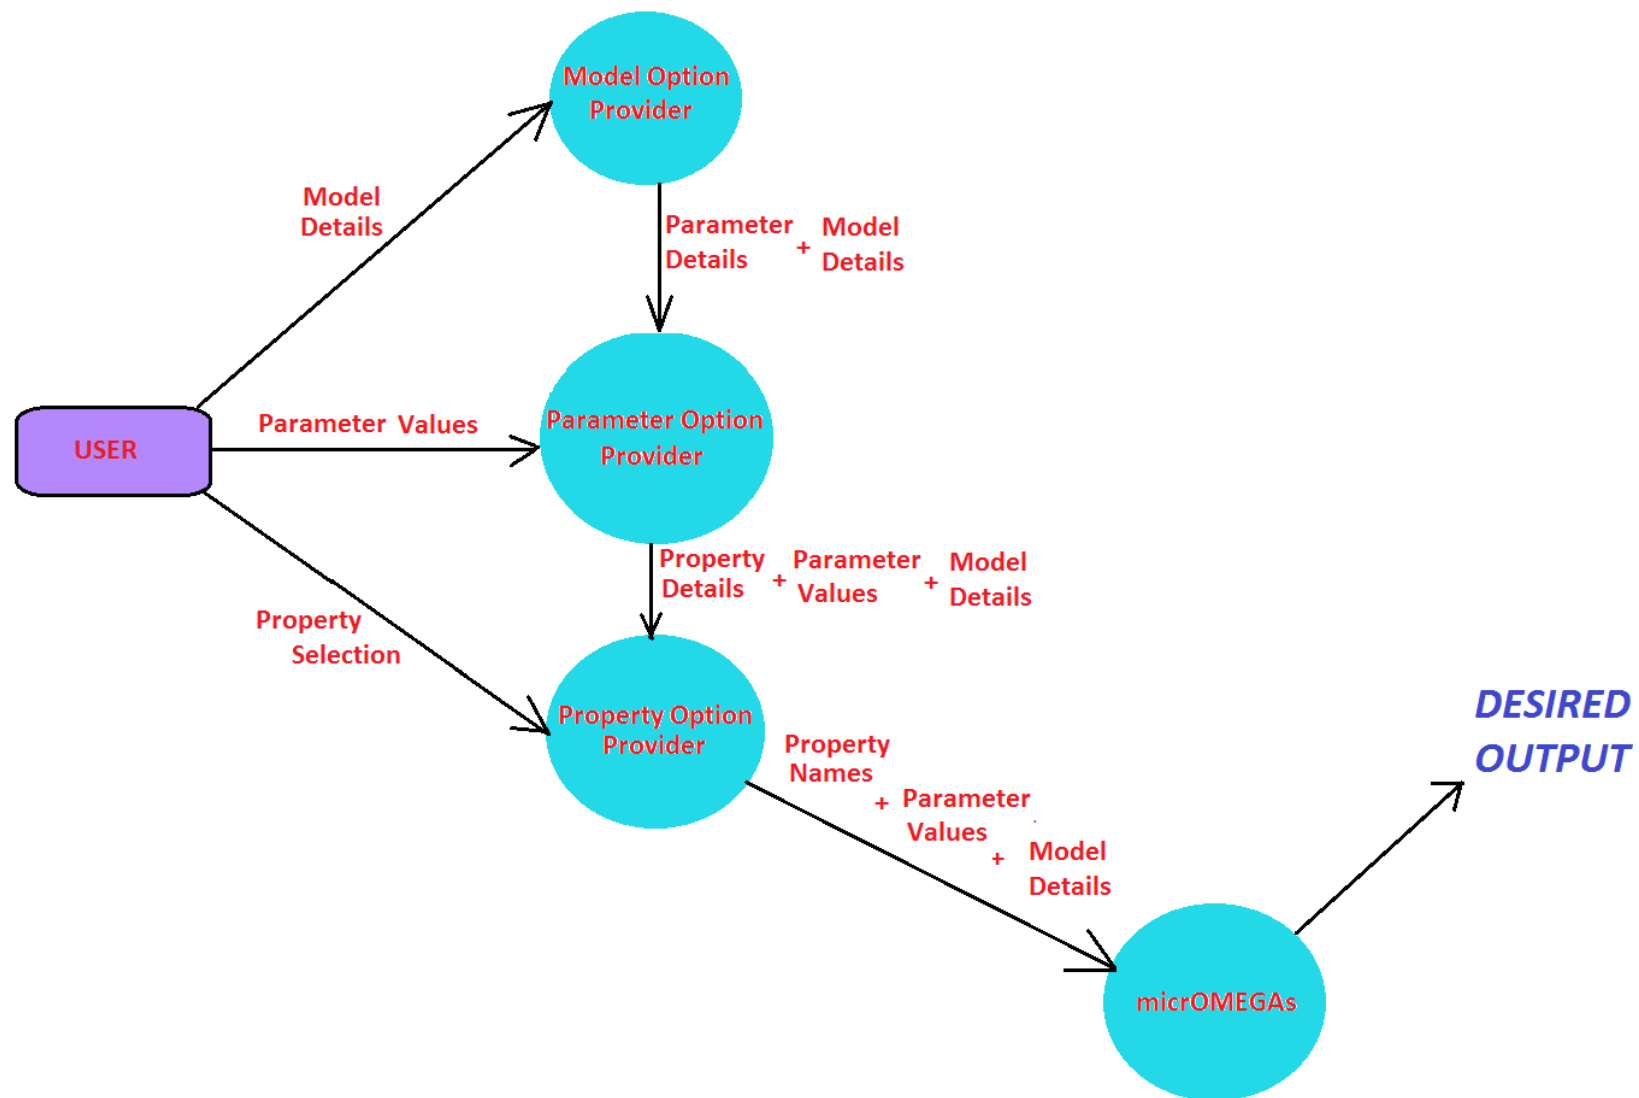 Model Option
Provider
Model
Details
Parameter
Details
+
Model
Details
USER
Parameter Values
Parameter Option
Provider
Property
Details
+
Parameter
Values
+
Model
Details
Property
Selection
Property Option
Provider
Property
Names
+
Parameter
Values
+
Model
Details
DESIRED
OUTPUT
micrOMEGAs